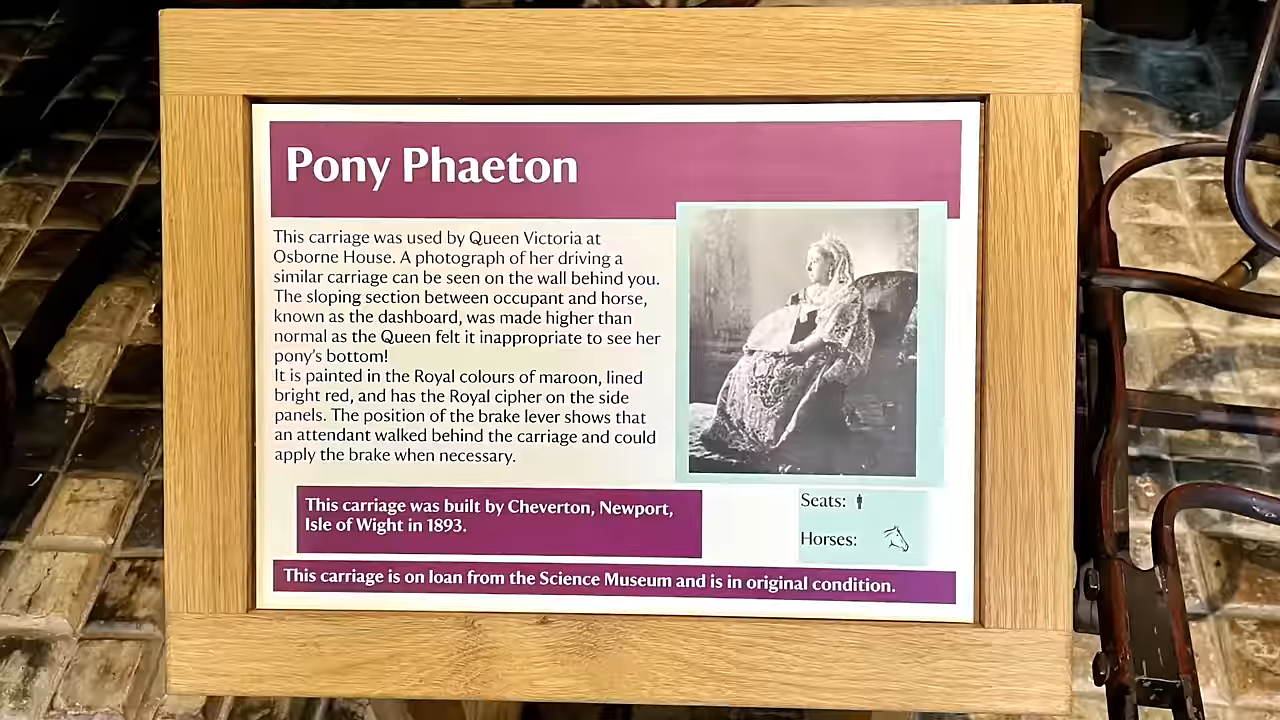 Pony Phaeton
This carriage was used by Queen Victoria at
Osborne House. A photograph of her driving a
similar carriage can be seen on the wall behind you.
The sloping section between occupant and horse,
known as the dashboard, was made higher than
normal as the Queen felt it inappropriate to see her
pony's bottom!
It is painted in the Royal colours of maroon, lined
bright red, and has the Royal cipher on the side
panels. The position of the brake lever shows that
an attendant walked behind the carriage and could
apply the brake when necessary.
This carriage was built by Cheverton, Newport,
Isle of Wight in 1893.
Seats:
Horses:
This carriage is on loan from the Science Museum and is in original condition.